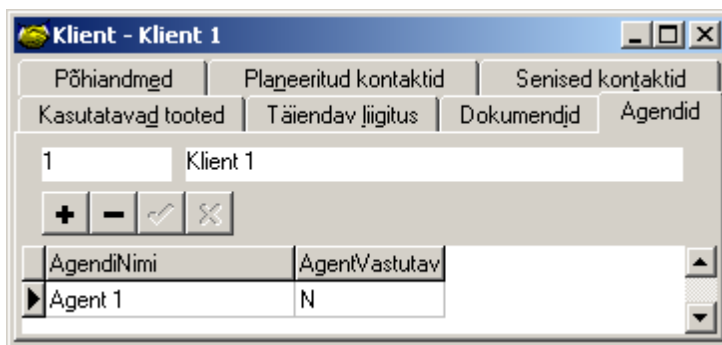 Klient - Klient 1
Põhiandmed Planeeritud kontaktid Senised kontaktid
Kasutatavad tooted Täiendav liigitus Dokumendid Agendid
1 Klient 1
AgendiNimi AgentVastutav
Agent 1 N